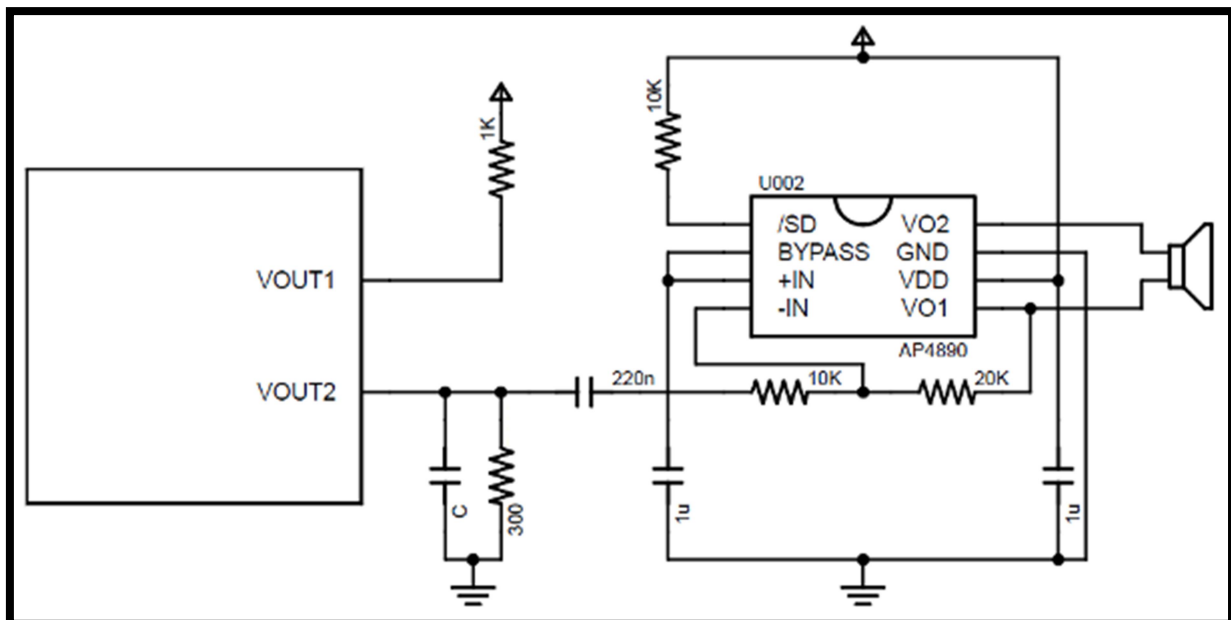 1K
10K
U002
/SD VO2
BYPASS GND
VOUT1
+IN VDD
-IN VO1
AP4890
VOUT2
220n
10K
20K
C
300
1u
1u